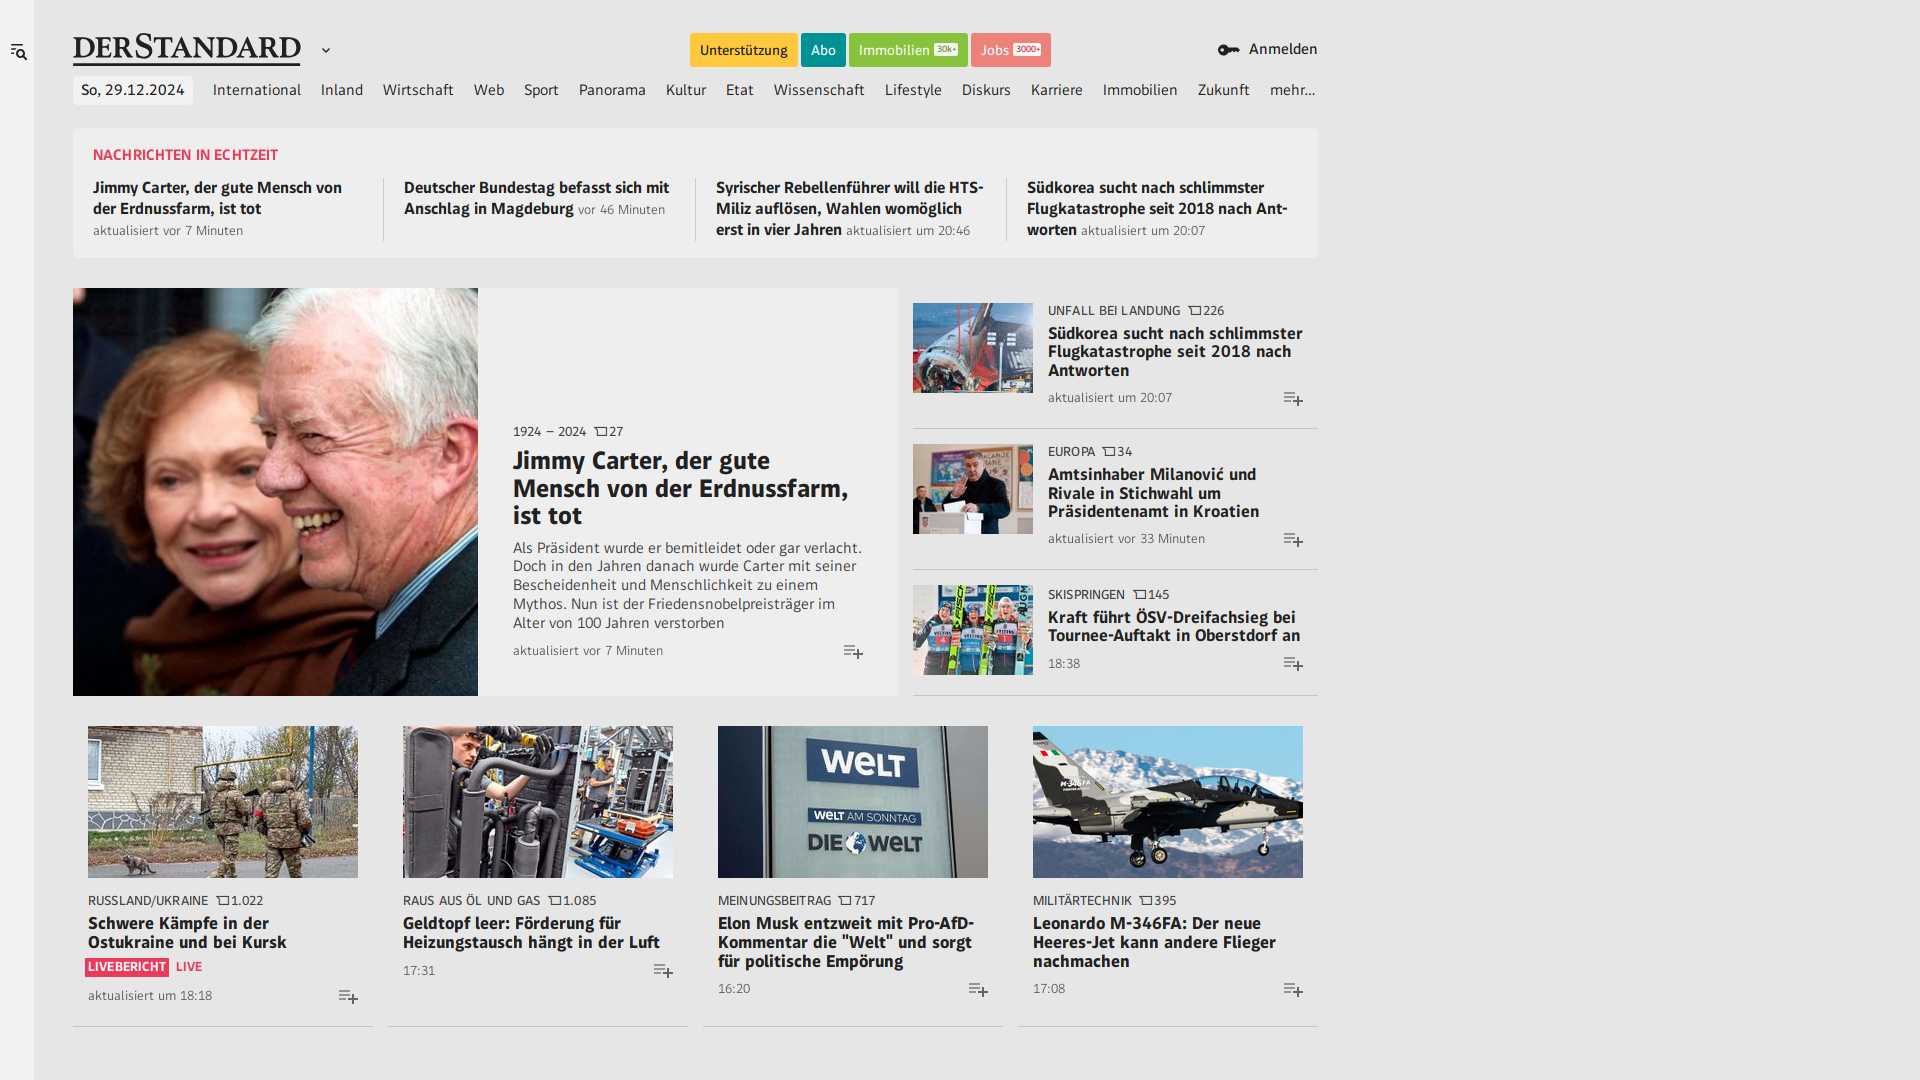 DERSTANDARD
Unterstützung
Abo
Immobilien 30k+
Jobs 3000+
Anmelden
So, 29.12.2024
International
Inland
Wirtschaft
Web
Sport
Panorama
Kultur
Etat
Wissenschaft
Lifestyle
Diskurs
Karriere
Immobilien
Zukunft
mehr...
NACHRICHTEN IN ECHTZEIT
Jimmy Carter, der gute Mensch von
der Erdnussfarm, ist tot
aktualisiert vor 7 Minuten
Deutscher Bundestag befasst sich mit
Anschlag in Magdeburg vor 46 Minuten
Syrischer Rebellenführer will die HTS-
Miliz auflösen, Wahlen womöglich
erst in vier Jahren aktualisiert um 20:46
Südkorea sucht nach schlimmster
Flugkatastrophe seit 2018 nach Ant-
worten aktualisiert um 20:07
1924 – 2024 27
Jimmy Carter, der gute
Mensch von der Erdnussfarm,
ist tot
Als Präsident wurde er bemitleidet oder gar verlacht.
Doch in den Jahren danach wurde Carter mit seiner
Bescheidenheit und Menschlichkeit zu einem
Mythos. Nun ist der Friedensnobelpreisträger im
Alter von 100 Jahren verstorben
aktualisiert vor 7 Minuten
UNFALL BEI LANDUNG 226
Südkorea sucht nach schlimmster
Flugkatastrophe seit 2018 nach
Antworten
aktualisiert um 20:07
EUROPA 34
Amtsinhaber Milanović und
Rivale in Stichwahl um
Präsidentenamt in Kroatien
aktualisiert vor 33 Minuten
SKISPRINGEN 145
Kraft führt ÖSV-Dreifachsieg bei
Tournee-Auftakt in Oberstdorf an
18:38
RUSSLAND/UKRAINE 1.022
Schwere Kämpfe in der
Ostukraine und bei Kursk
LIVEBERICHT LIVE
aktualisiert um 18:18
RAUS AUS ÖL UND GAS 1.085
Geldtopf leer: Förderung für
Heizungstausch hängt in der Luft
17:31
WELT
WELT AM SONNTAG
DIE WELT
MEINUNGSBEITRAG 717
Elon Musk entzweit mit Pro-AfD-
Kommentar die "Welt" und sorgt
für politische Empörung
16:20
M-346FA
MILITÄRTECHNIK 395
Leonardo M-346FA: Der neue
Heeres-Jet kann andere Flieger
nachmachen
17:08